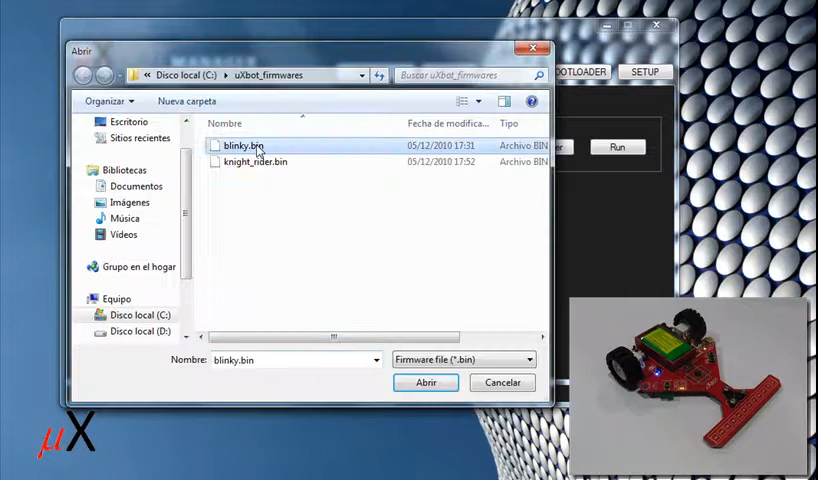 Abrir
Disco local (C:) uXbot_firmwares
Buscar uXbot_firmwares
OOTLOADER
SETUP
Organizar
Nueva carpeta
Escritorio
Sitios recientes
Bibliotecas
Documentos
Imágenes
Música
Vídeos
Grupo en el hogar
Equipo
Disco local (C:)
Disco local (D:)
Nombre
Fecha de modifica...
Tipo
blinky.bin
05/12/2010 17:31
Archivo BIN
knight_rider.bin
05/12/2010 17:52
Archivo BIN
er
Run
Nombre:
blinky.bin
Firmware file (*.bin)
Abrir
Cancelar
µX